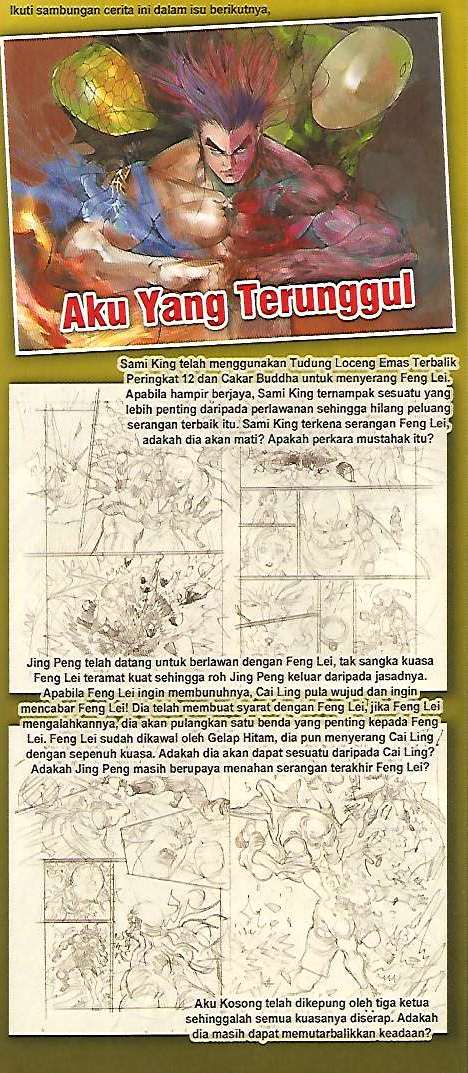 Ikuti sambungan cerita ini dalam isu berikutnya,
Aku Yang Terunggul
Sami King telah menggunakan Tudung Loceng Emas Terbalik
Peringkat 12 dan Cakar Buddha untuk menyerang Feng Lei.
Apabila hampir berjaya, Sami King ternampak sesuatu yang
lebih penting daripada perlawanan sehingga hilang peluang
serangan terbaik itu. Sami King terkena serangan Feng Lei,
adakah dia akan mati? Apakah perkara mustahak itu?
Jing Peng telah datang untuk berlawan dengan Feng Lei, tak sangka kuasa
Feng Lei teramat kuat sehingga roh Jing Peng keluar daripada jasadnya.
Apabila Feng Lei ingin membunuhnya, Cai Ling pula wujud dan ingin
mencabar Feng Lei! Dia telah membuat syarat dengan Feng Lei, jika Feng Lei
mengalahkannya, dia akan pulangkan satu benda yang penting kepada Feng
Lei. Feng Lei sudah dikawal oleh Gelap Hitam, dia pun menyerang Cai Ling
dengan sepenuh kuasa. Adakah dia akan dapat sesuatu daripada Cai Ling?
Adakah Jing Peng masih berupaya menahan serangan terakhir Feng Lei?
Aku Kosong telah dikepung oleh tiga ketua
sehinggalah semua kuasanya diserap. Adakah
dia masih dapat memutarbalikkan keadaan?